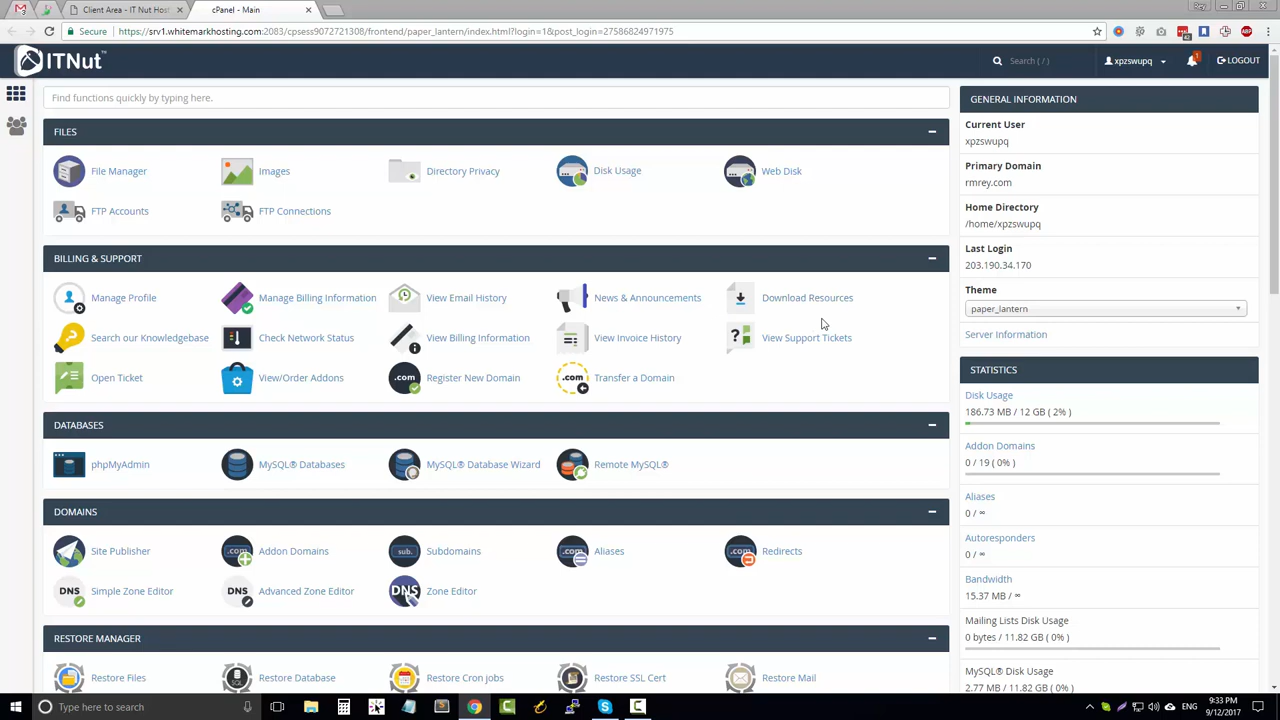 Client Area - IT Nut Host
cPanel - Main
Rey
Secure
https://srv1.whitemarkhosting.com:2083/cpsess9072721308/frontend/paper_lantern/index.html?login=1&post_login=27586824971975
ITNut
Search ( / )
xpzswupq
1
LOGOUT
Find functions quickly by typing here.
FILES
File Manager
Images
Directory Privacy
Disk Usage
Web Disk
FTP Accounts
FTP Connections
BILLING & SUPPORT
Manage Profile
Manage Billing Information
View Email History
News & Announcements
Download Resources
Search our Knowledgebase
Check Network Status
View Billing Information
View Invoice History
View Support Tickets
Open Ticket
View/Order Addons
Register New Domain
Transfer a Domain
DATABASES
phpMyAdmin
MySQL® Databases
MySQL® Database Wizard
Remote MySQL®
DOMAINS
Site Publisher
Addon Domains
Subdomains
Aliases
Redirects
Simple Zone Editor
Advanced Zone Editor
Zone Editor
RESTORE MANAGER
Restore Files
Restore Database
Restore Cron jobs
Restore SSL Cert
Restore Mail
GENERAL INFORMATION
Current User
xpzswupq
Primary Domain
rmrey.com
Home Directory
/home/xpzswupq
Last Login
203.190.34.170
Theme
paper_lantern
Server Information
STATISTICS
Disk Usage
186.73 MB / 12 GB ( 2% )
Addon Domains
0 / 19 ( 0% )
Aliases
0 / ∞
Autoresponders
0 / ∞
Bandwidth
15.37 MB / ∞
Mailing Lists Disk Usage
0 bytes / 11.82 GB ( 0% )
MySQL® Disk Usage
2.77 MB / 11.82 GB ( 0% )
Type here to search
9:33 PM
9/12/2017